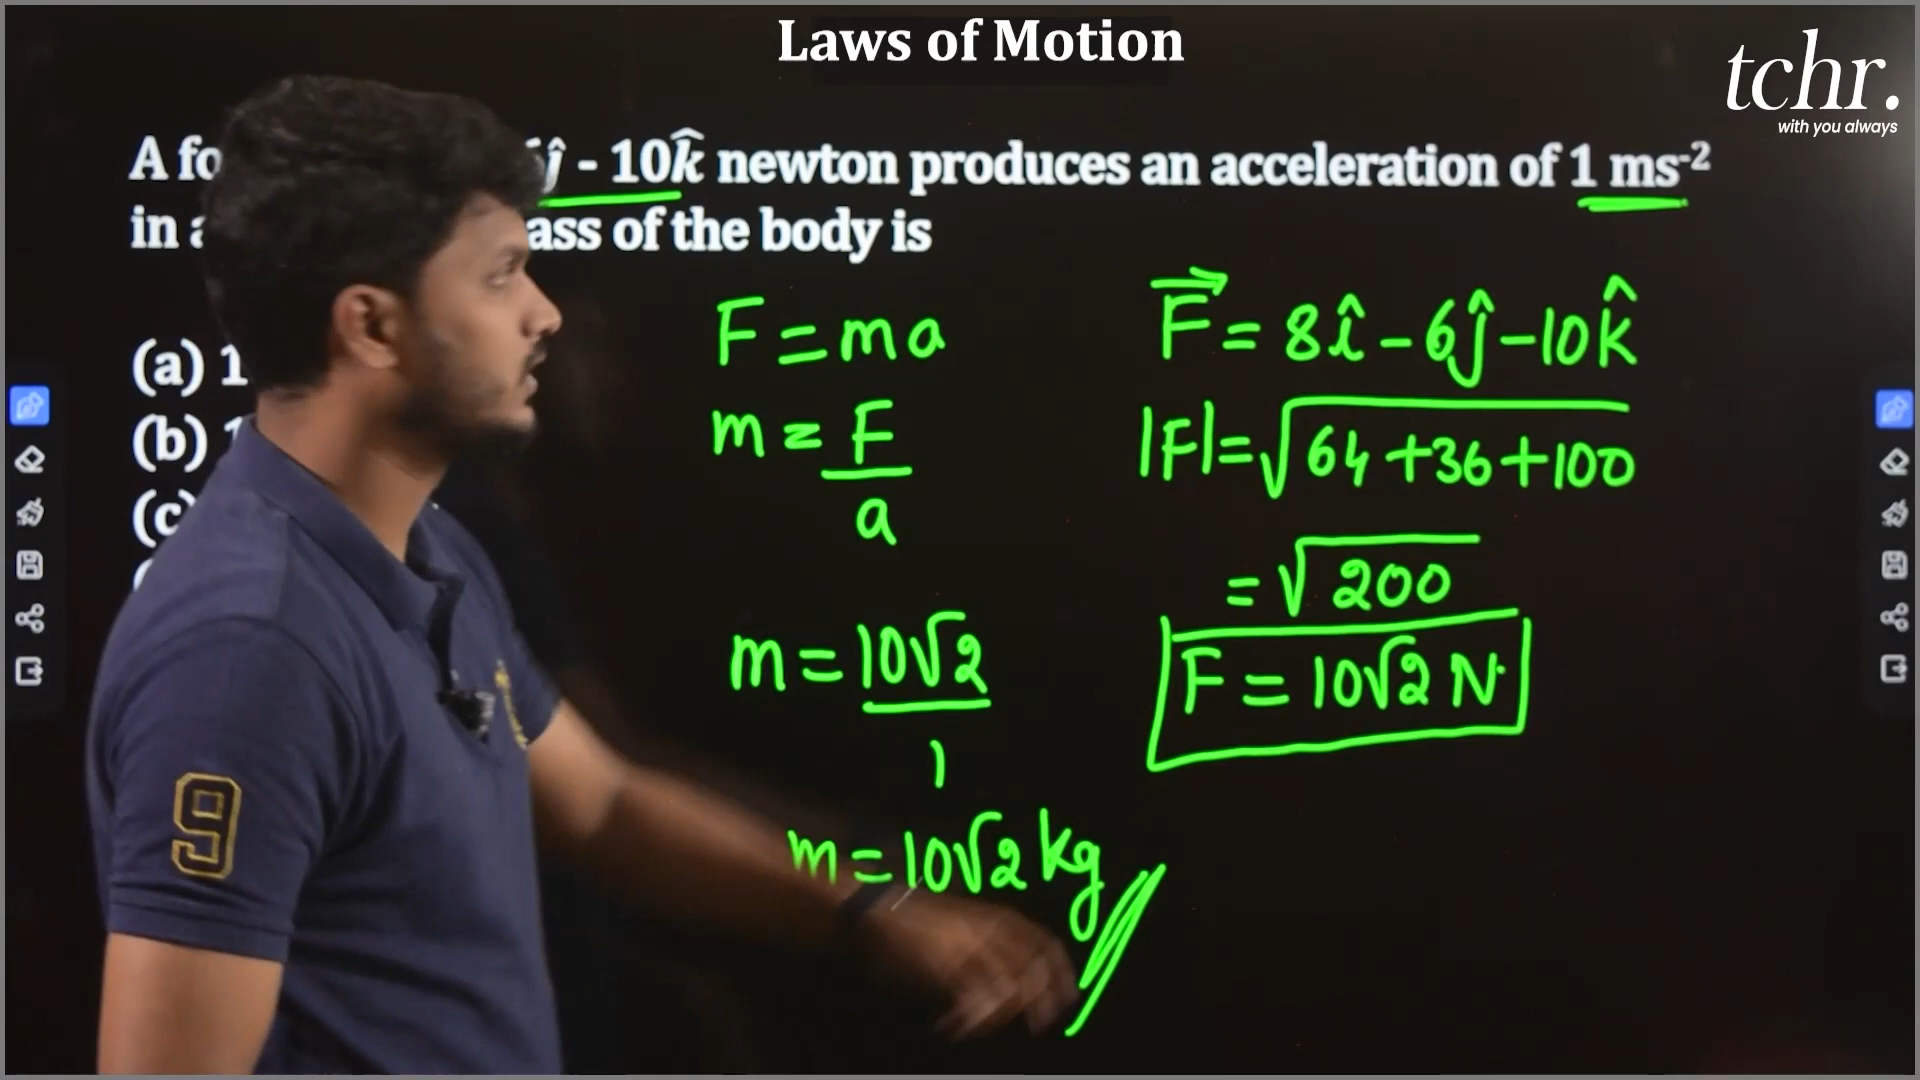 Laws of Motion
tchr.
with you always
A fo ĵ - 10k̂ newton produces an acceleration of 1 ms⁻²
in a ass of the body is
(a) 1
(b) 1
(c)
F = ma
m = F/a
m = 10√2/1
m = 10√2 kg
F⃗ = 8î - 6ĵ - 10k̂
|F| = √64 + 36 + 100
= √200
F = 10√2 N.
9